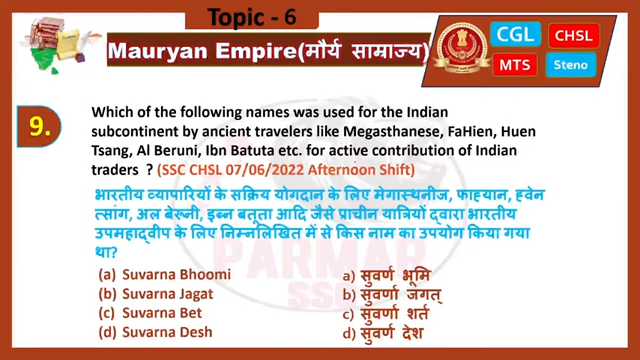 Topic - 6
Mauryan Empire(मौर्य साम्राज्य)
CGL
CHSL
MTS
Steno
9.
Which of the following names was used for the Indian
subcontinent by ancient travelers like Megasthanese, FaHien, Huen
Tsang, Al Beruni, Ibn Batuta etc. for active contribution of Indian
traders ? (SSC CHSL 07/06/2022 Afternoon Shift)
भारतीय व्यापारियों के सक्रिय योगदान के लिए मेगास्थनीज, फाह्यान, ह्वेन
त्सांग, अल बेरूनी, इब्न बतूता आदि जैसे प्राचीन यात्रियों द्वारा भारतीय
उपमहाद्वीप के लिए निम्नलिखित में से किस नाम का उपयोग किया गया
था?
(a) Suvarna Bhoomi
(b) Suvarna Jagat
(c) Suvarna Bet
(d) Suvarna Desh
a) सुवर्ण भूमि
b) सुवर्णा जगत्
c) सुवर्णा शर्त
d) सुवर्ण देश
PARMAR
SSC